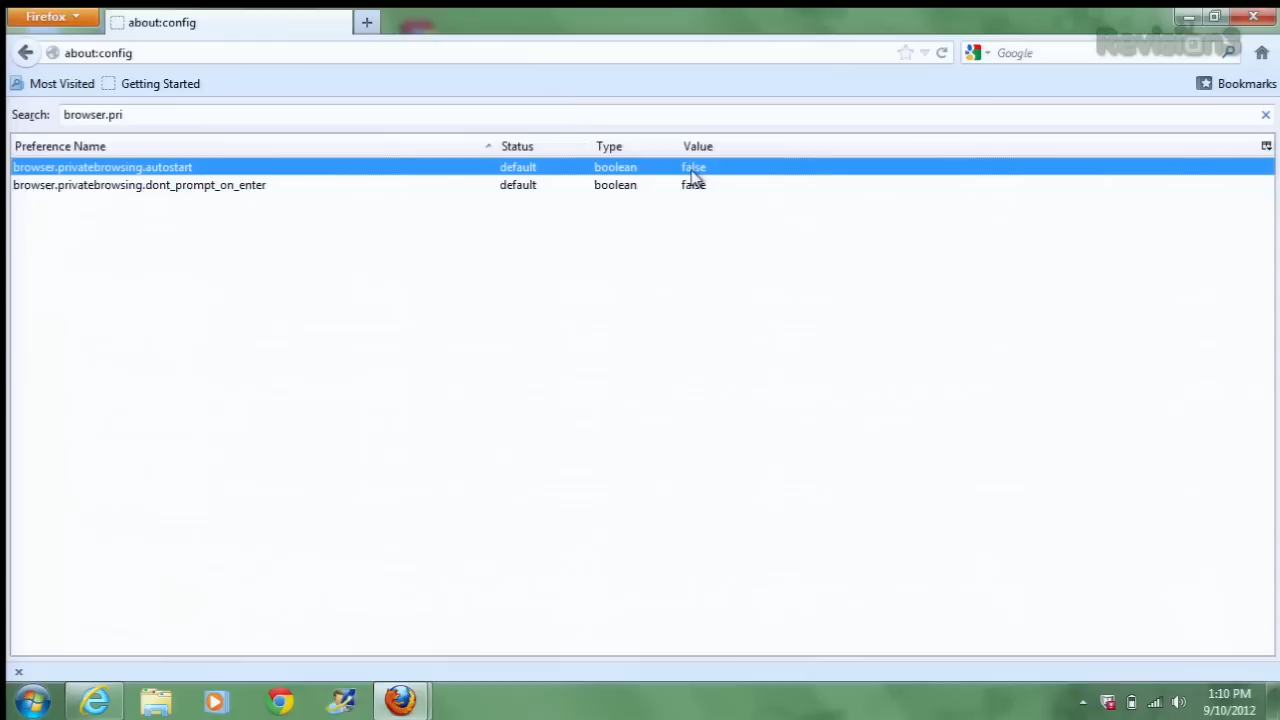 Firefox
about:config
about:config
Google
Revision3
Most Visited
Getting Started
Bookmarks
Search: browser.pri
Preference Name Status Type Value
browser.privatebrowsing.autostart default boolean false
browser.privatebrowsing.dont_prompt_on_enter default boolean false
1:10 PM
9/10/2012